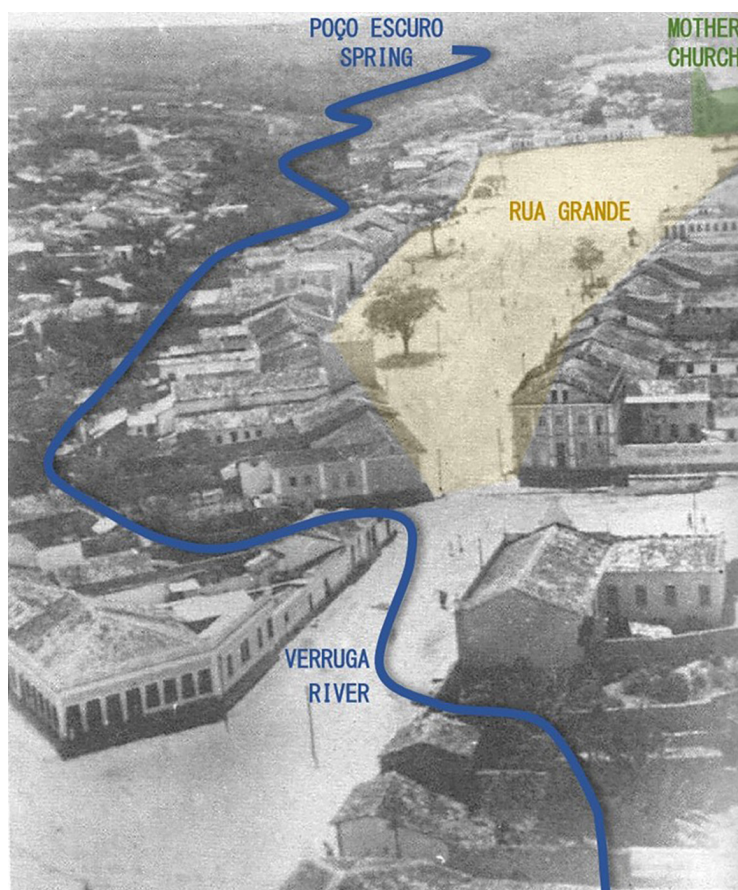 POÇO ESCURO
SPRING
MOTHER
CHURCH
RUA GRANDE
VERRUGA
RIVER